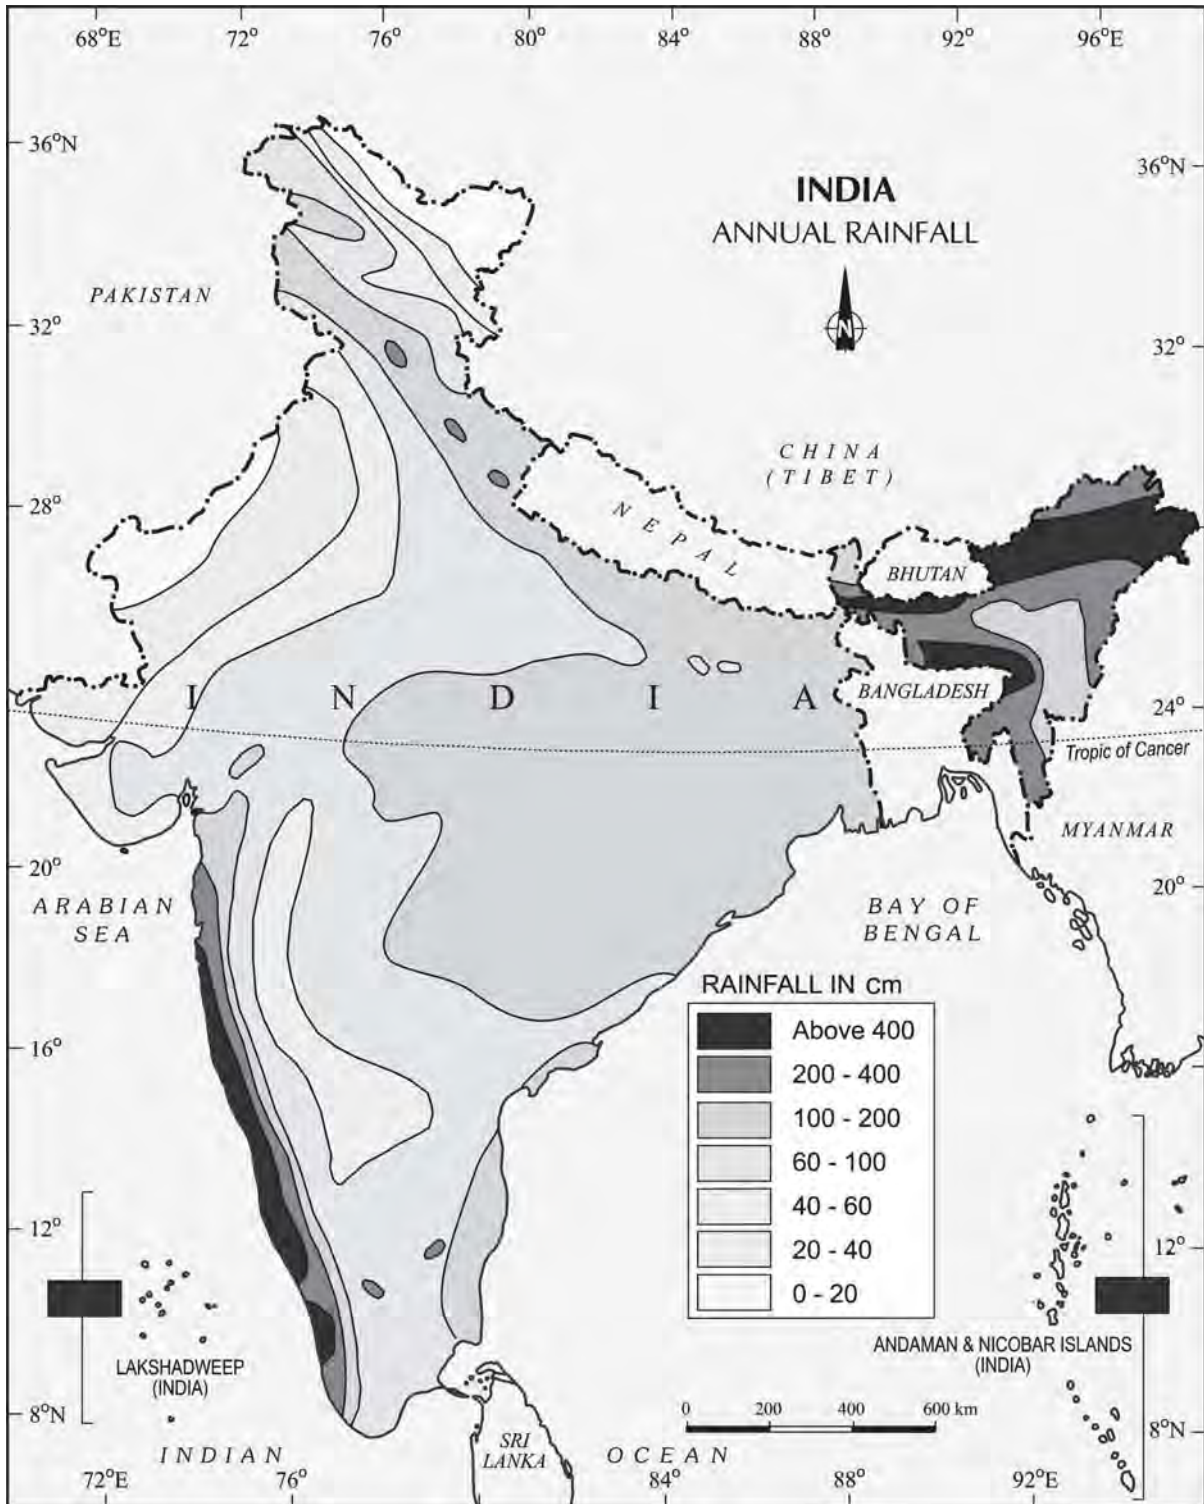 68°E 72° 76° 80° 84° 88° 92° 96°E
36°N
36°N
INDIA
ANNUAL RAINFALL
N
PAKISTAN
32°
32°
CHINA
(TIBET)
28°
28°
NEPAL
BHUTAN
I N D I A
BANGLADESH
24°
24°
Tropic of Cancer
MYANMAR
20°
20°
ARABIAN
SEA
BAY OF
BENGAL
RAINFALL IN cm
Above 400
200 - 400
100 - 200
60 - 100
40 - 60
20 - 40
0 - 20
16°
12°
12°
LAKSHADWEEP
(INDIA)
ANDAMAN & NICOBAR ISLANDS
(INDIA)
0 200 400 600 km
8°N
8°N
INDIAN OCEAN
SRI
LANKA
72°E 76° 84° 88° 92°E